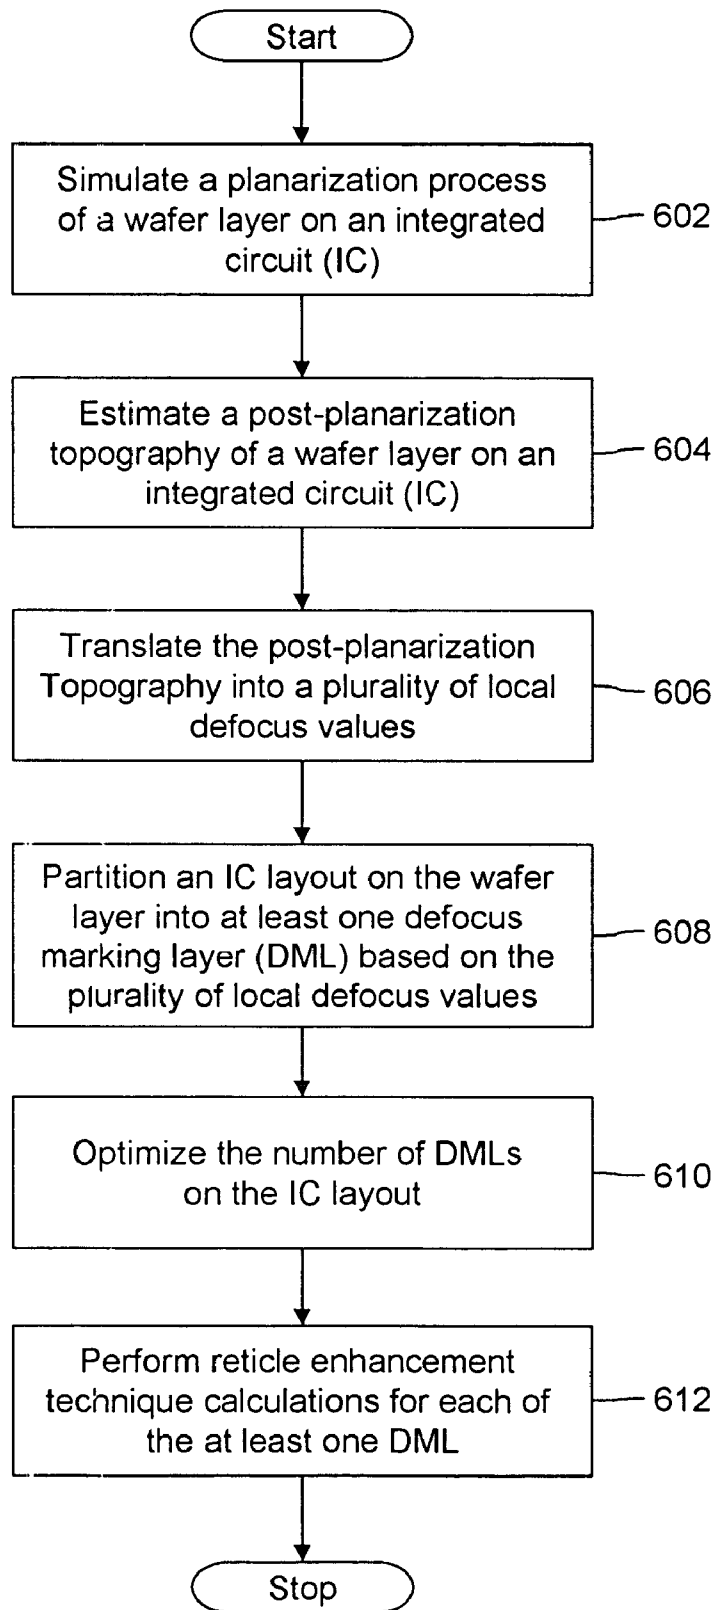 Start
Simulate a planarization process
of a wafer layer on an integrated
circuit (IC)
602
Estimate a post-planarization
topography of a wafer layer on an
integrated circuit (IC)
604
Translate the post-planarization
Topography into a plurality of local
defocus values
606
Partition an IC layout on the wafer
layer into at least one defocus
marking layer (DML) based on the
plurality of local defocus values
608
Optimize the number of DMLs
on the IC layout
610
Perform reticle enhancement
technique calculations for each of
the at least one DML
612
Stop